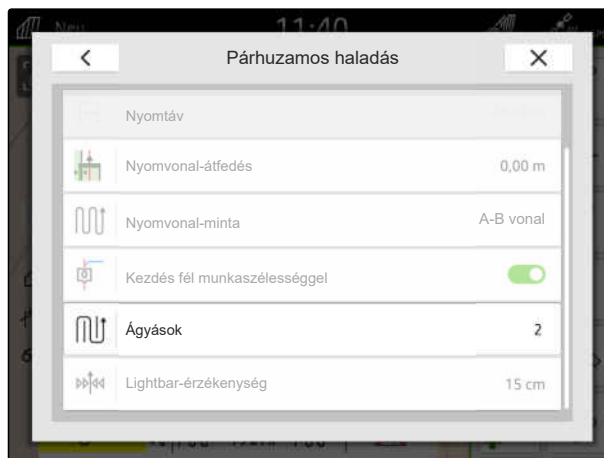 Neu
11:40
Párhuzamos haladás
Nyomtáv
Nyomvonal-átfedés 0,00 m
Nyomvonal-minta A-B vonal
Kezdés fél munkaszélességgel
Ágyások 2
Lightbar-érzékenység 15 cm